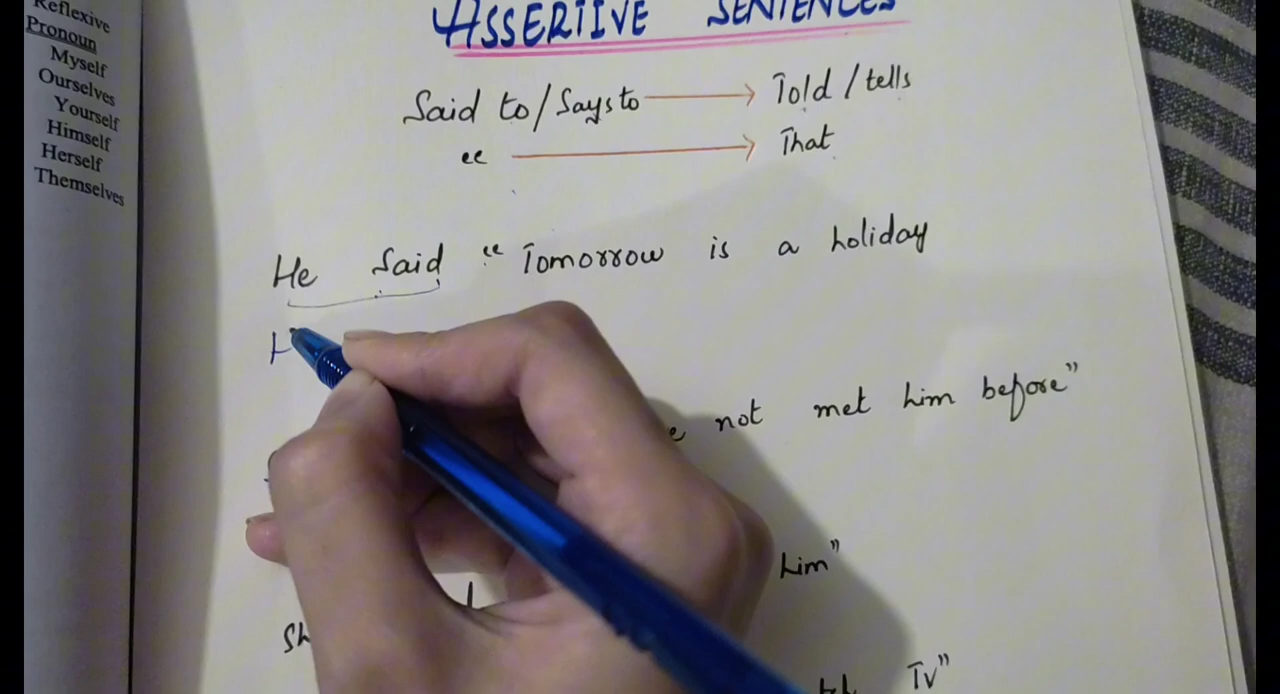 Reflexive
Pronoun
Myself
Ourselves
Yourself
Himself
Herself
Themselves
ASSERTIVE SENTENCES
Said to/Says to → Told/tells
“ → That
He Said “Tomorrow is a holiday
H
not met him before”
him”
Tv”